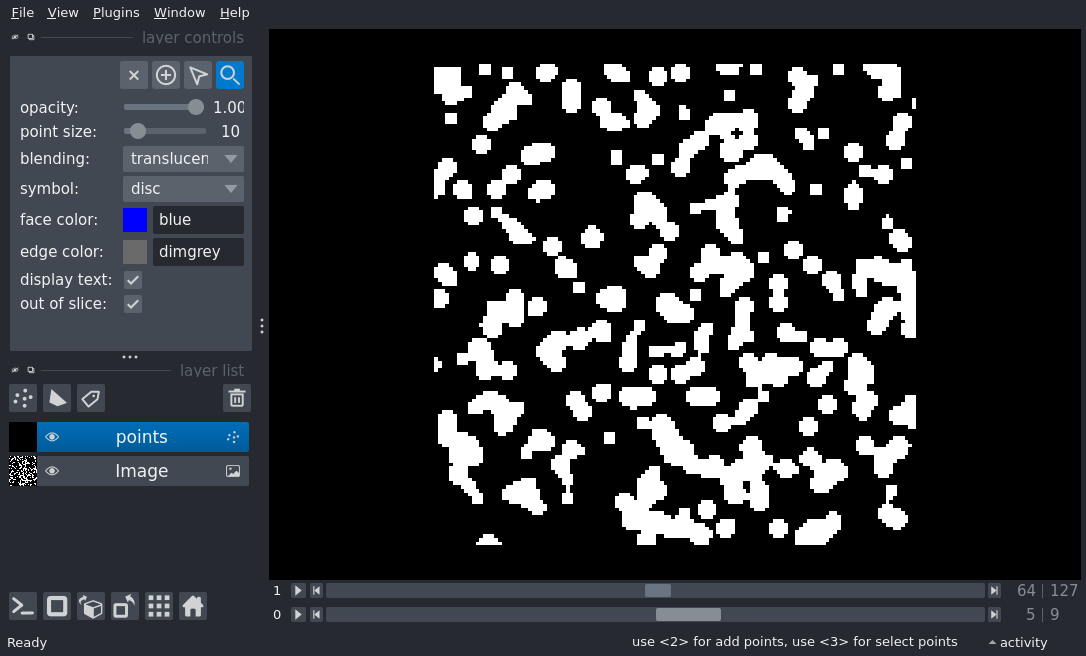 File View Plugins Window Help
layer controls
opacity: 1.00
point size: 10
blending: translucen
symbol: disc
face color: blue
edge color: dimgrey
display text:
out of slice:
layer list
points
Image
1 64 | 127
0 5 | 9
Ready use <2> for add points, use <3> for select points activity